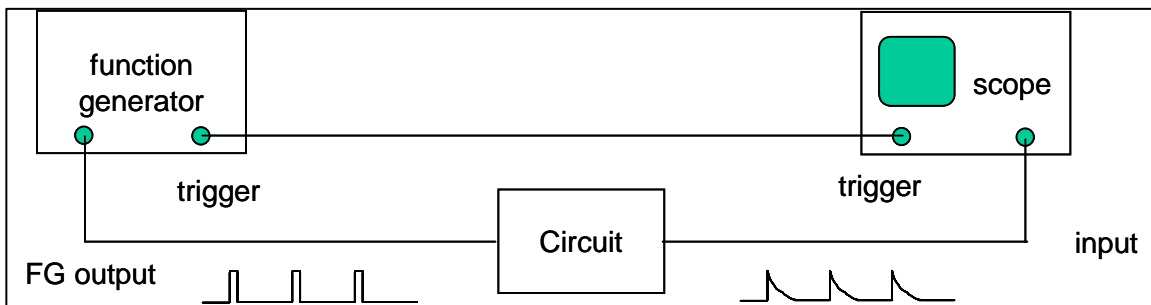 function
generator
scope
trigger
trigger
Circuit
input
FG output